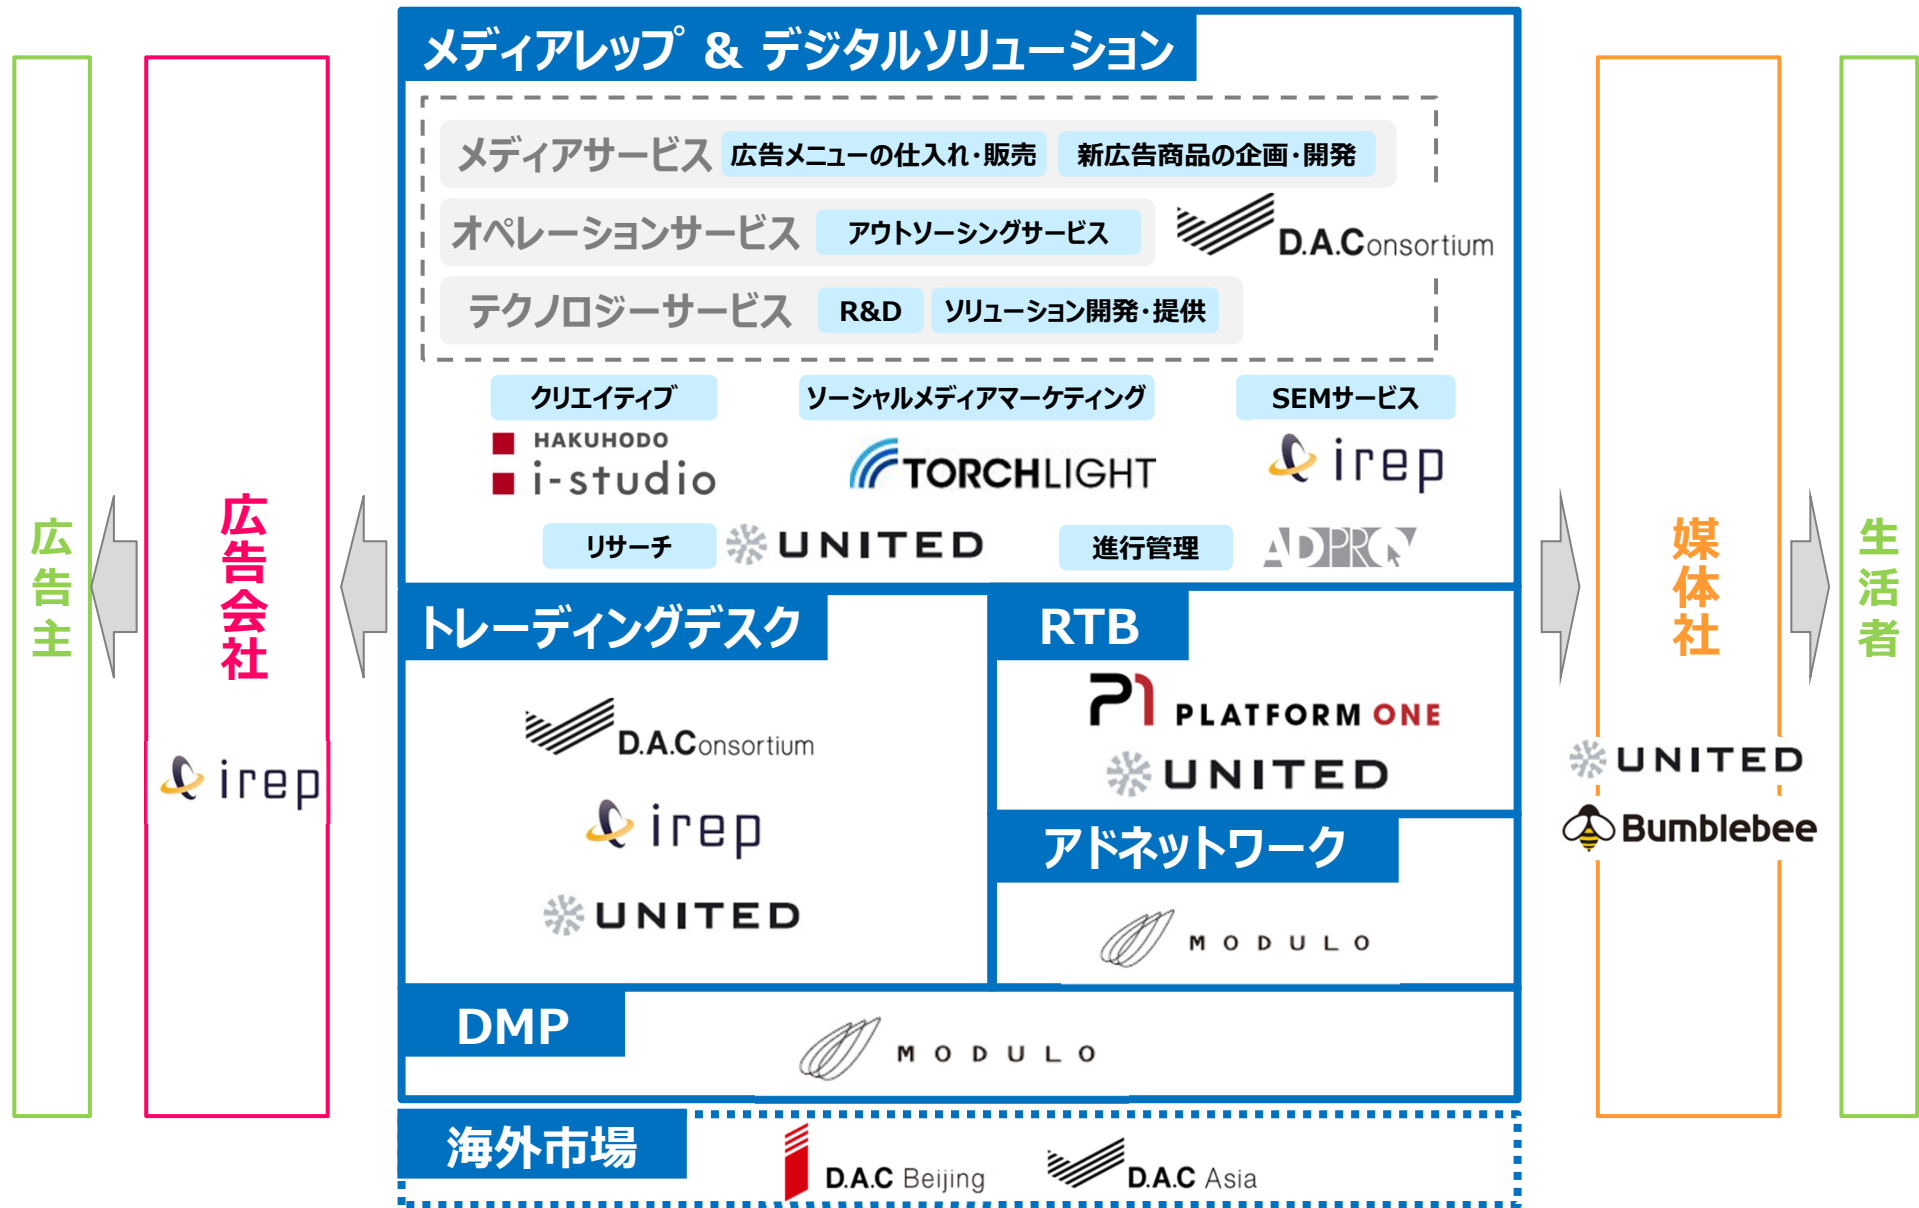 メディアレップ & デジタルソリューション
メディアサービス 広告メニューの仕入れ・販売 新広告商品の企画・開発
オペレーションサービス アウトソーシングサービス
D.A.Consortium
テクノロジーサービス R&D ソリューション開発・提供
クリエイティブ ソーシャルメディアマーケティング SEMサービス
HAKUHODO
i-studio
TORCHLIGHT
irep
リサーチ UNITED 進行管理 ADPRO
トレーディングデスク
D.A.Consortium
irep
UNITED
RTB
P1 PLATFORM ONE
UNITED
アドネットワーク
MODULO
DMP
MODULO
海外市場
D.A.C Beijing
D.A.C Asia
広告主
広告会社
irep
媒体社
UNITED
Bumblebee
生活者